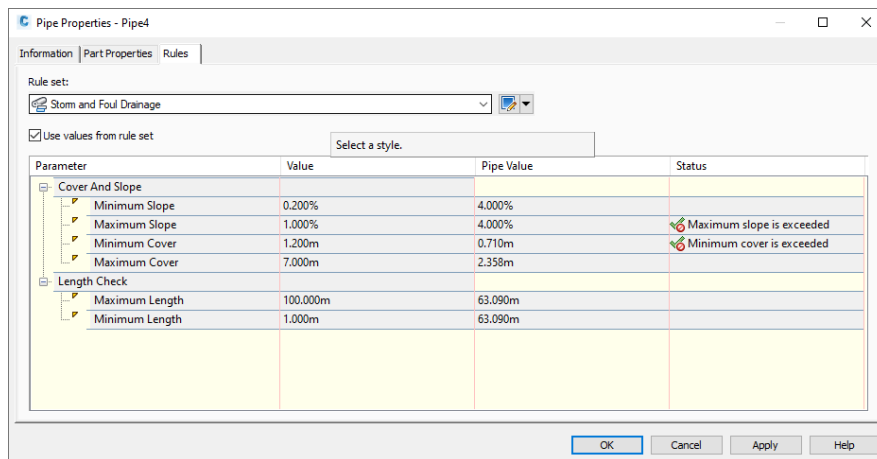 Pipe Properties - Pipe4
Information Part Properties Rules
Rule set:
Storm and Foul Drainage
Use values from rule set
Select a style.
Parameter Value Pipe Value Status
Cover And Slope
Minimum Slope 0.200% 4.000%
Maximum Slope 1.000% 4.000% Maximum slope is exceeded
Minimum Cover 1.200m 0.710m Minimum cover is exceeded
Maximum Cover 7.000m 2.358m
Length Check
Maximum Length 100.000m 63.090m
Minimum Length 1.000m 63.090m
OK Cancel Apply Help